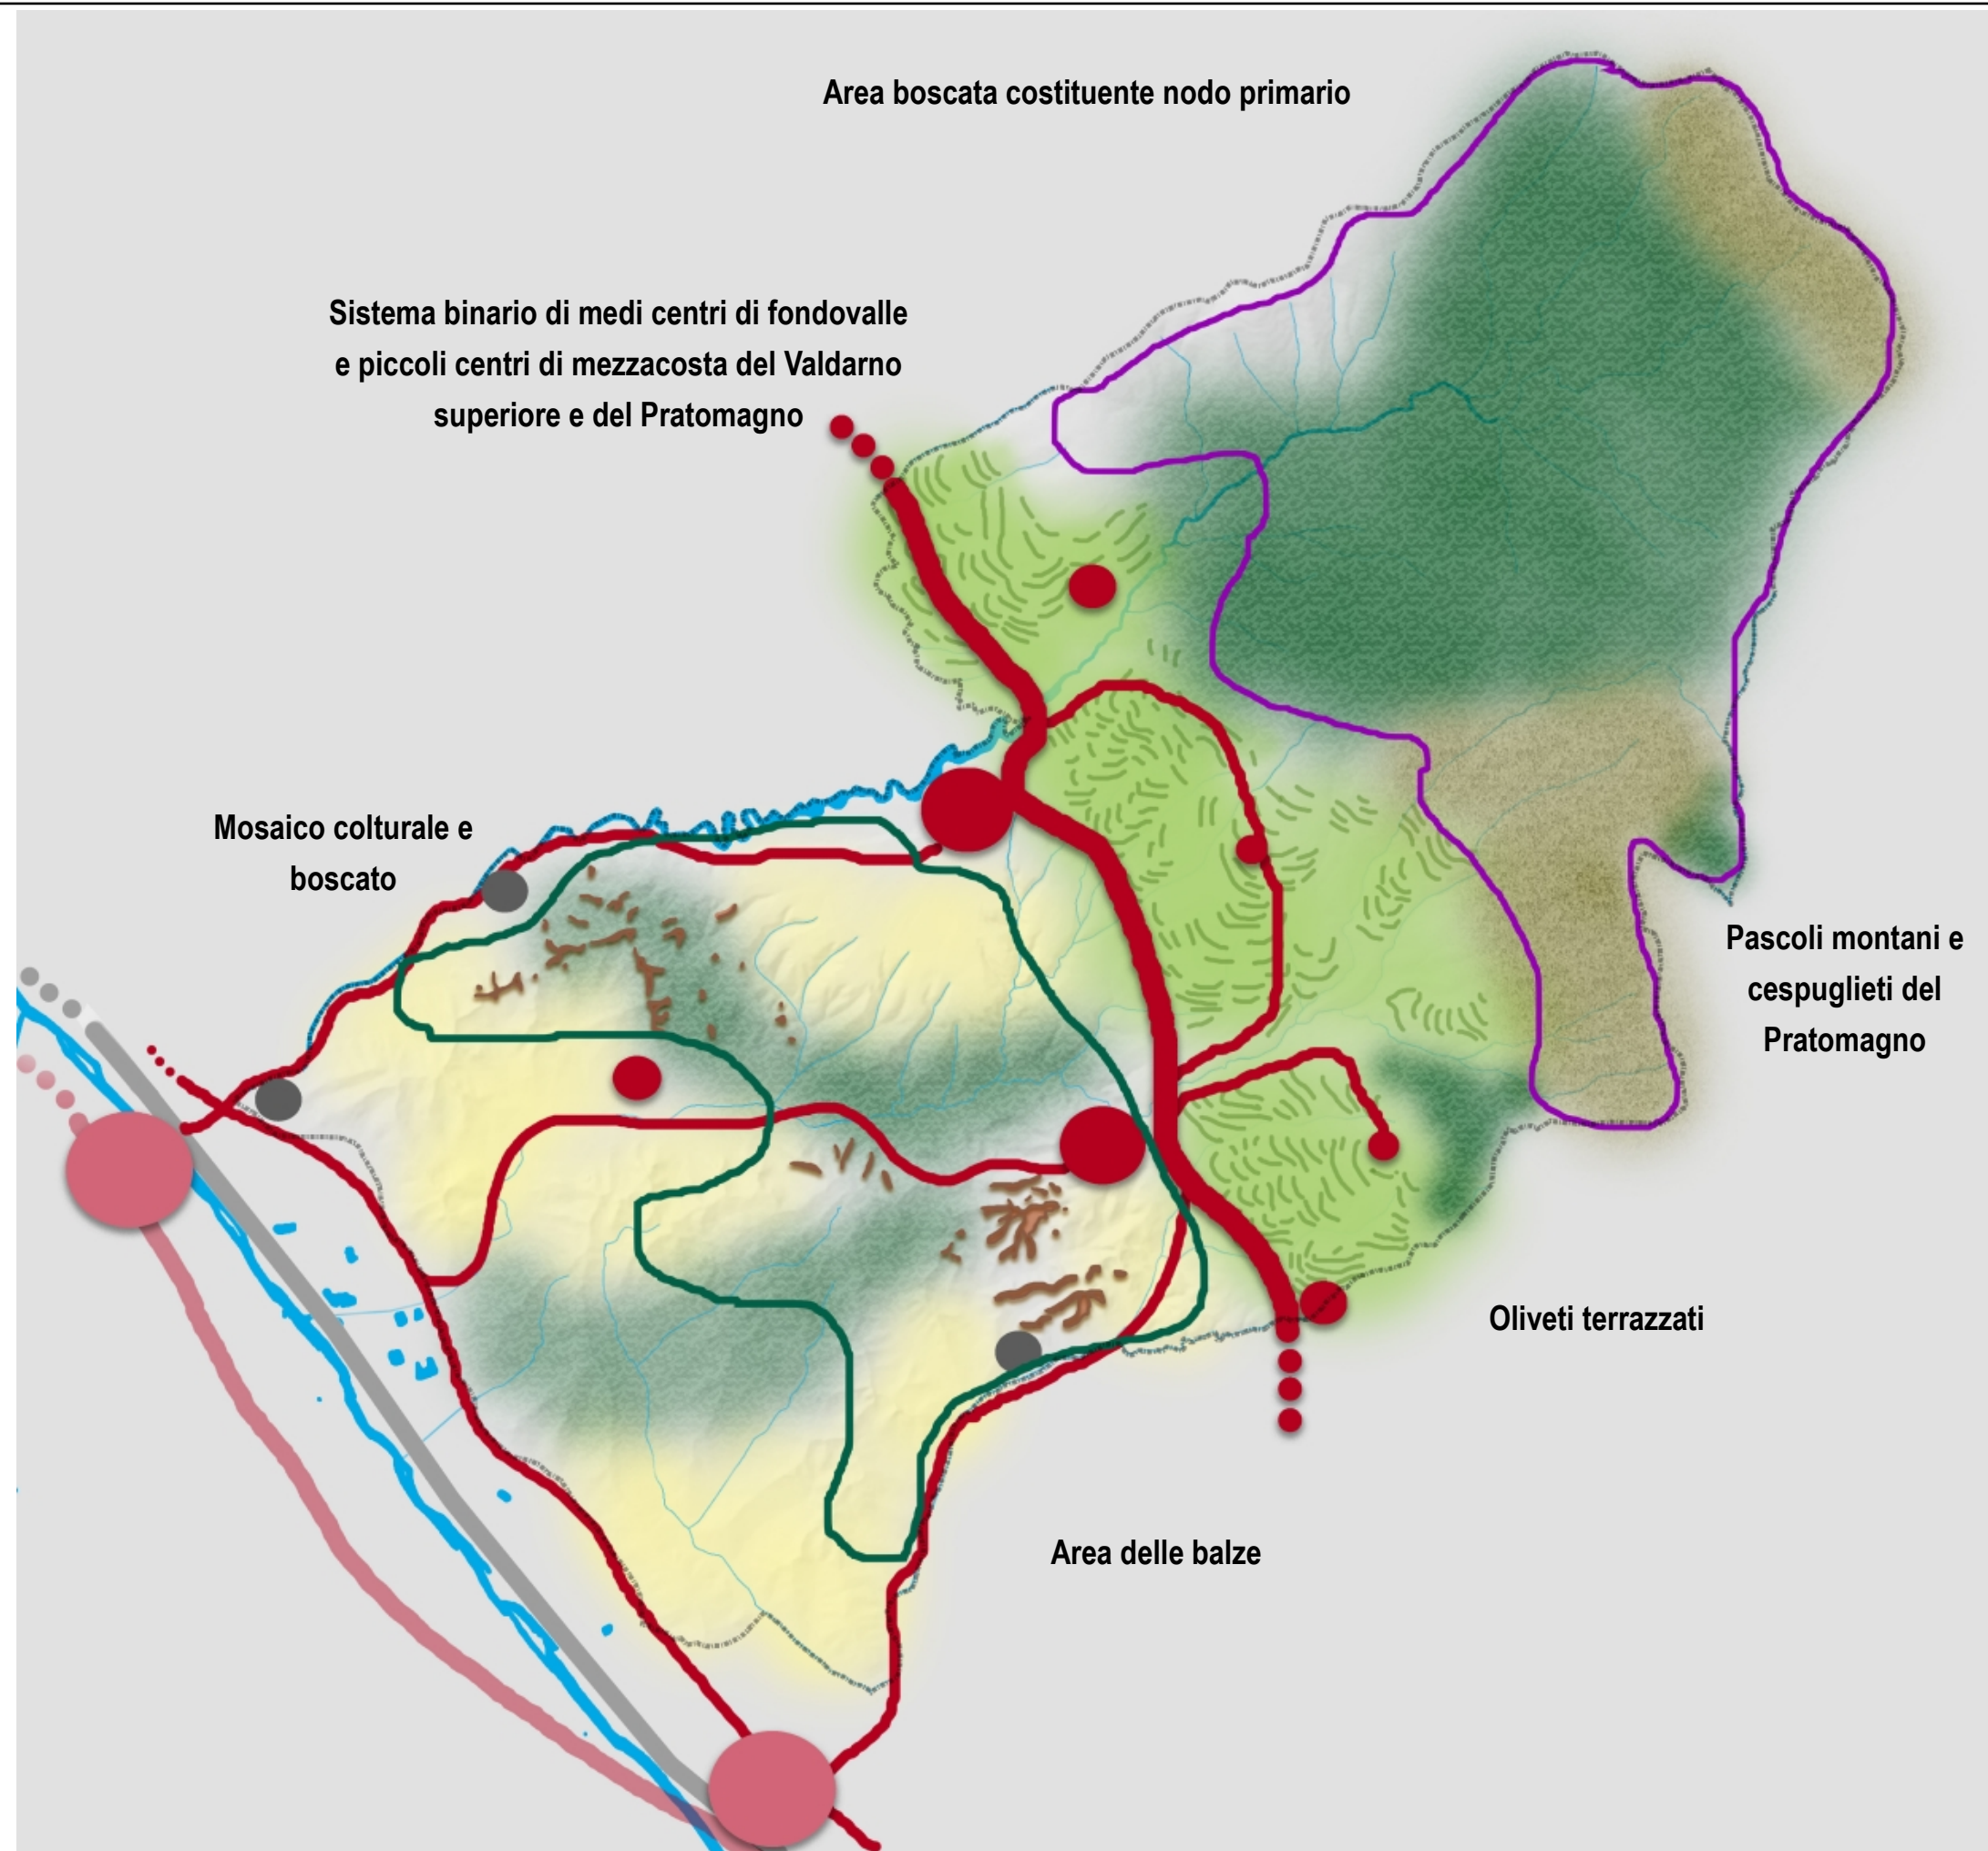 Area boscata costituente nodo primario
Sistema binario di medi centri di fondovalle
e piccoli centri di mezzacosta del Valdarno
superiore e del Pratomagno
Mosaico colturale e
boscato
Pascoli montani e
cespuglieti del
Pratomagno
Oliveti terrazzati
Area delle balze